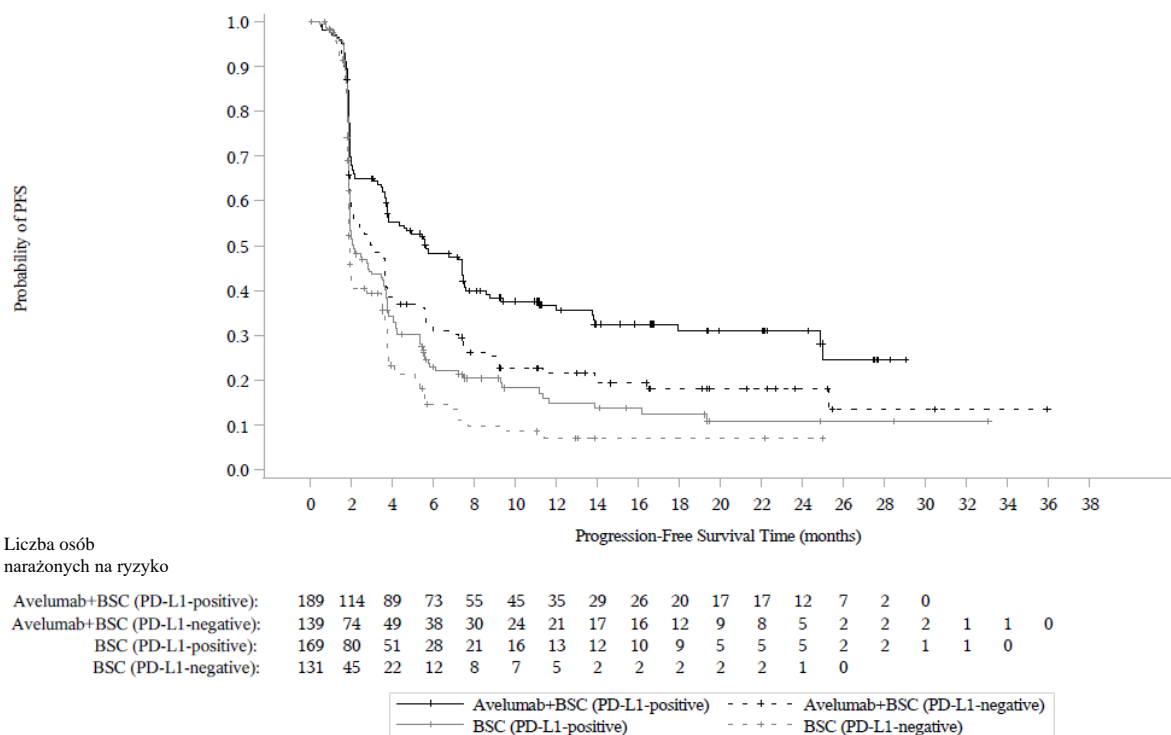 1.0
0.9
0.8
0.7
0.6
0.5
0.4
0.3
0.2
0.1
0.0
Probability of PFS
0 2 4 6 8 10 12 14 16 18 20 22 24 26 28 30 32 34 36 38
Progression-Free Survival Time (months)
Liczba osób
narażonych na ryzyko
Avelumab+BSC (PD-L1-positive): 189 114 89 73 55 45 35 29 26 20 17 17 12 7 2 0
Avelumab+BSC (PD-L1-negative): 139 74 49 38 30 24 21 17 16 12 9 8 5 2 2 2 1 1 0
BSC (PD-L1-positive): 169 80 51 28 21 16 13 12 10 9 5 5 5 2 2 1 1 0
BSC (PD-L1-negative): 131 45 22 12 8 7 5 2 2 2 2 2 1 0
Avelumab+BSC (PD-L1-positive) Avelumab+BSC (PD-L1-negative)
BSC (PD-L1-positive) BSC (PD-L1-negative)